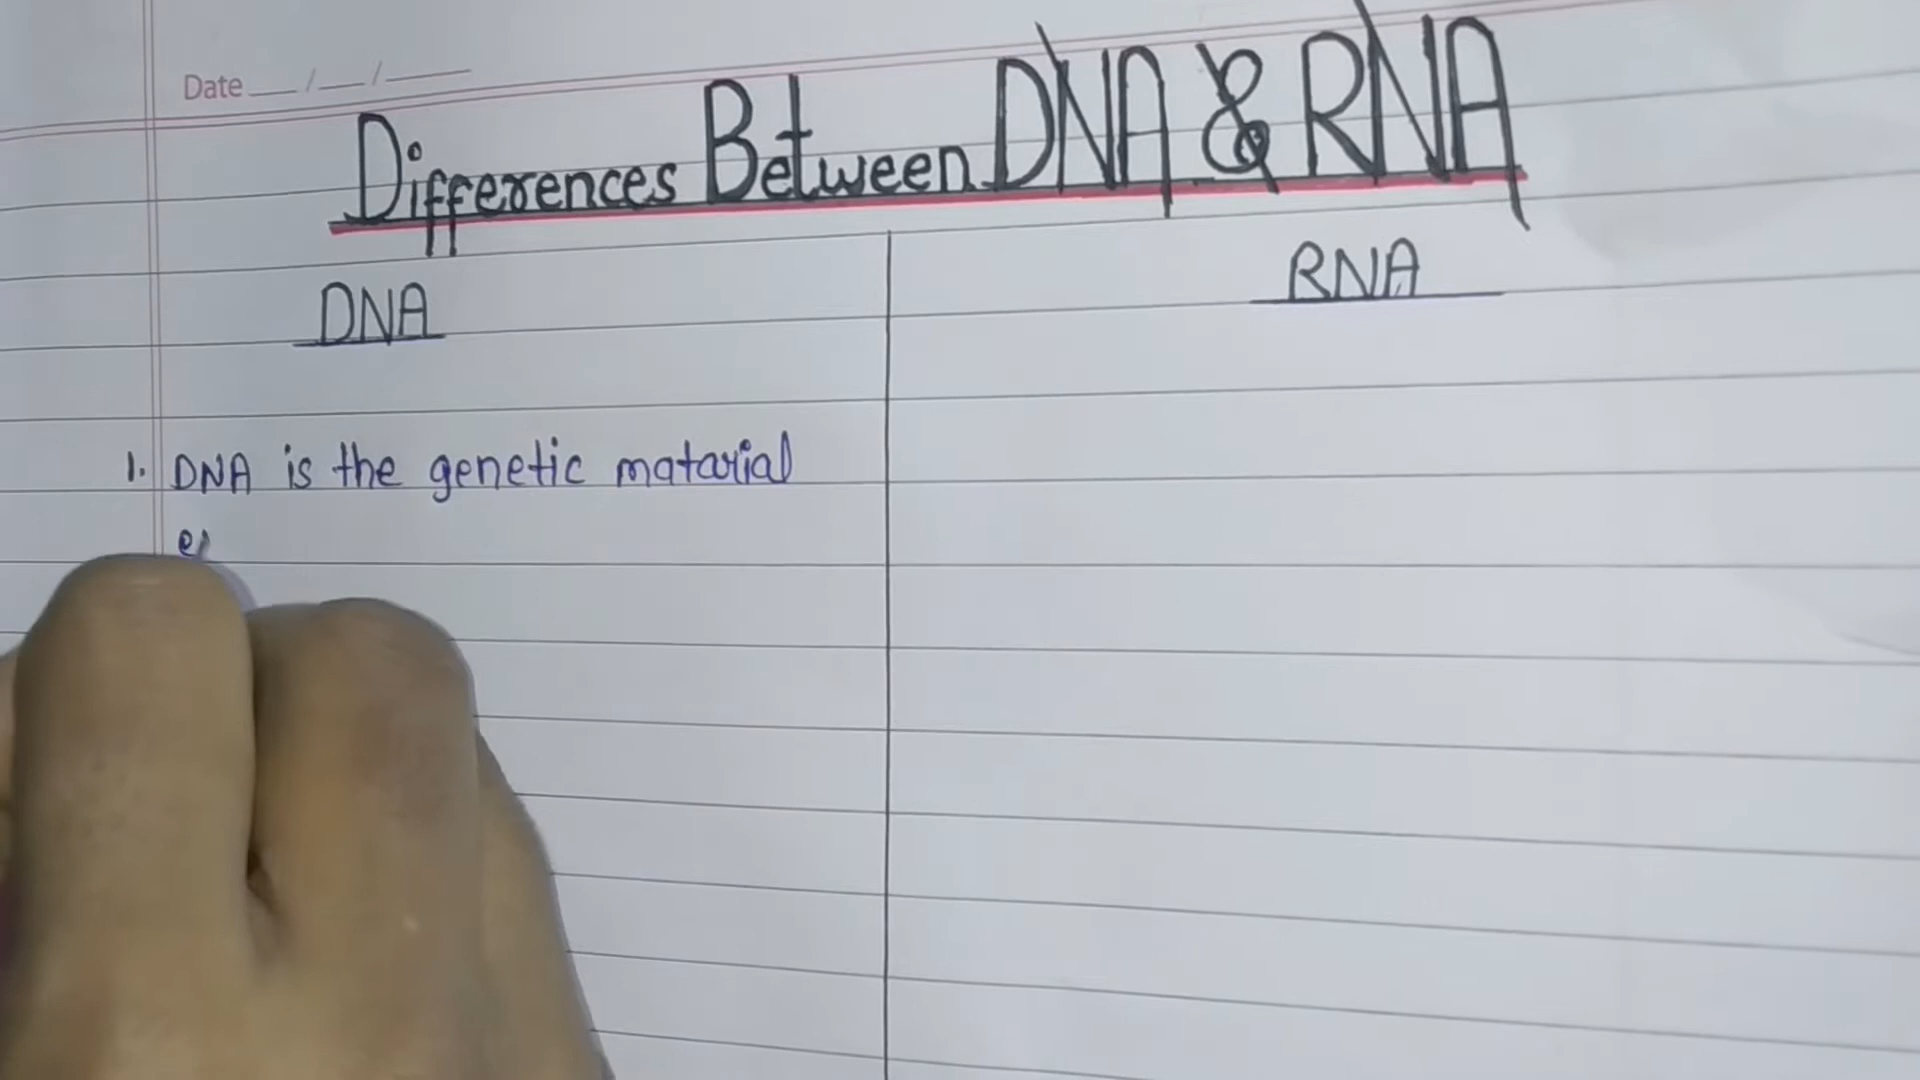 Date __/__/____
Differences Between DNA & RNA
DNA
RNA
1. DNA is the genetic matarial